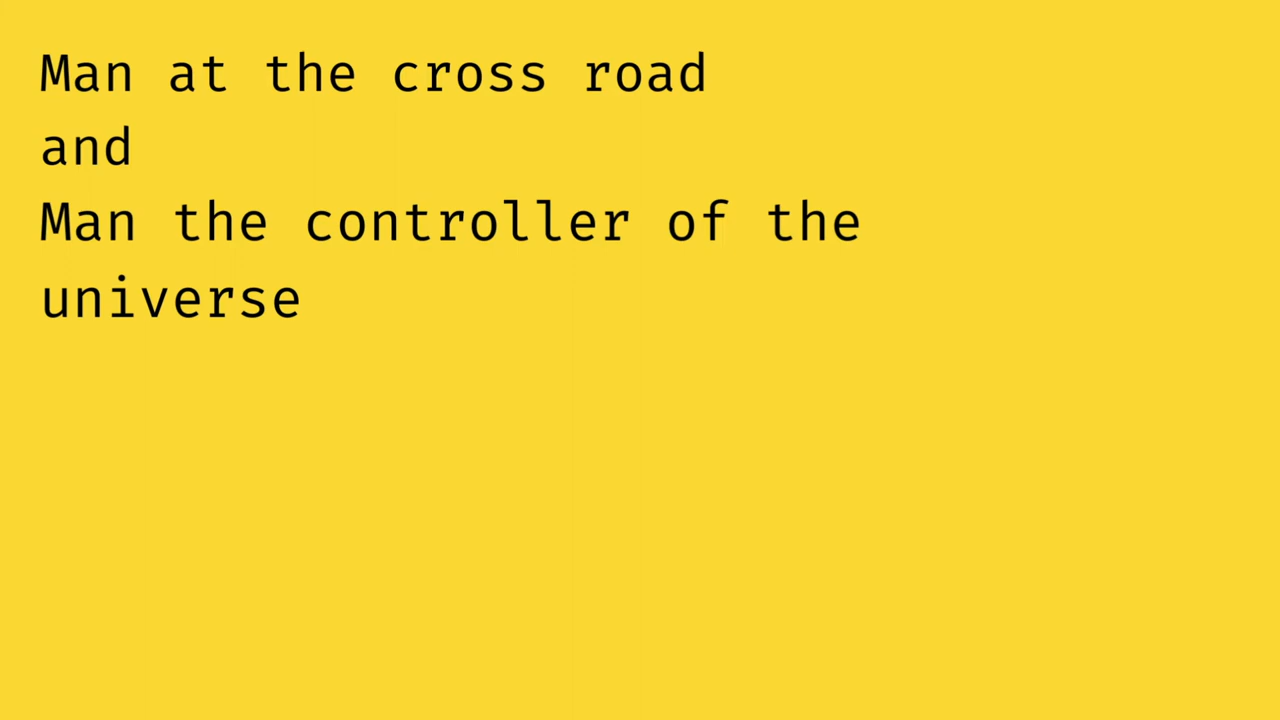 Man at the cross road
and
Man the controller of the
universe